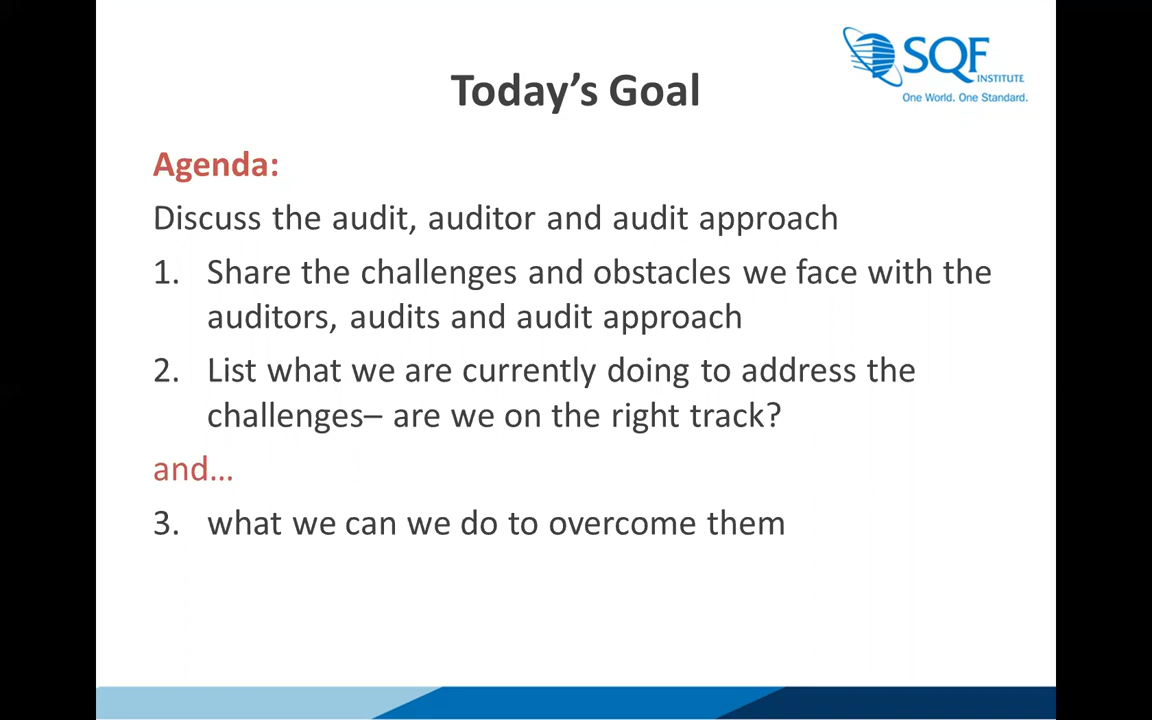 SQF
INSTITUTE
One World. One Standard.
Today's Goal
Agenda:
Discuss the audit, auditor and audit approach
1. Share the challenges and obstacles we face with the
auditors, audits and audit approach
2. List what we are currently doing to address the
challenges– are we on the right track?
and…
3. what we can we do to overcome them